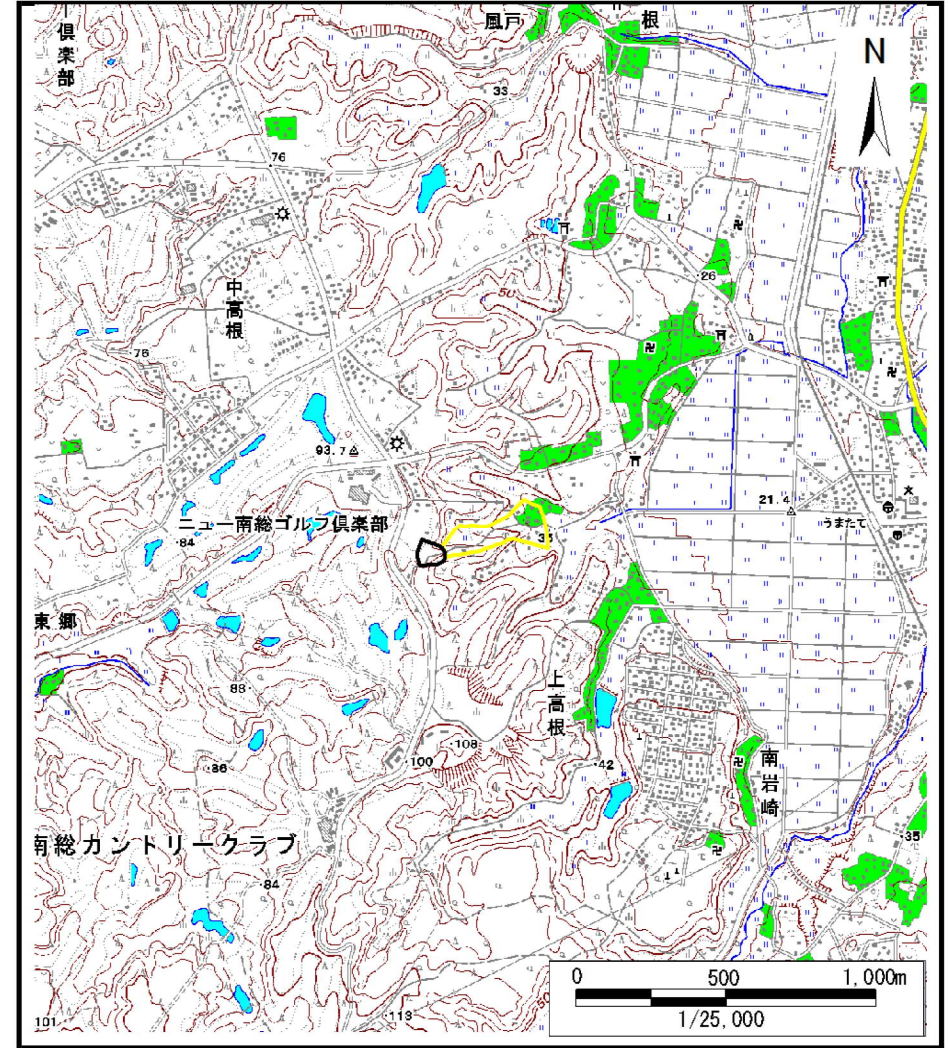 倶楽部
風戸
根
N
33
76
中高根
50
26
76
93.7
21.4
うまたて
ニュー南総ゴルフ倶楽部
84
35
東郷
88
上高根
108
100
86
42
南岩崎
南総カントリークラブ
35
84
0 500 1,000m
1/25,000
113
101